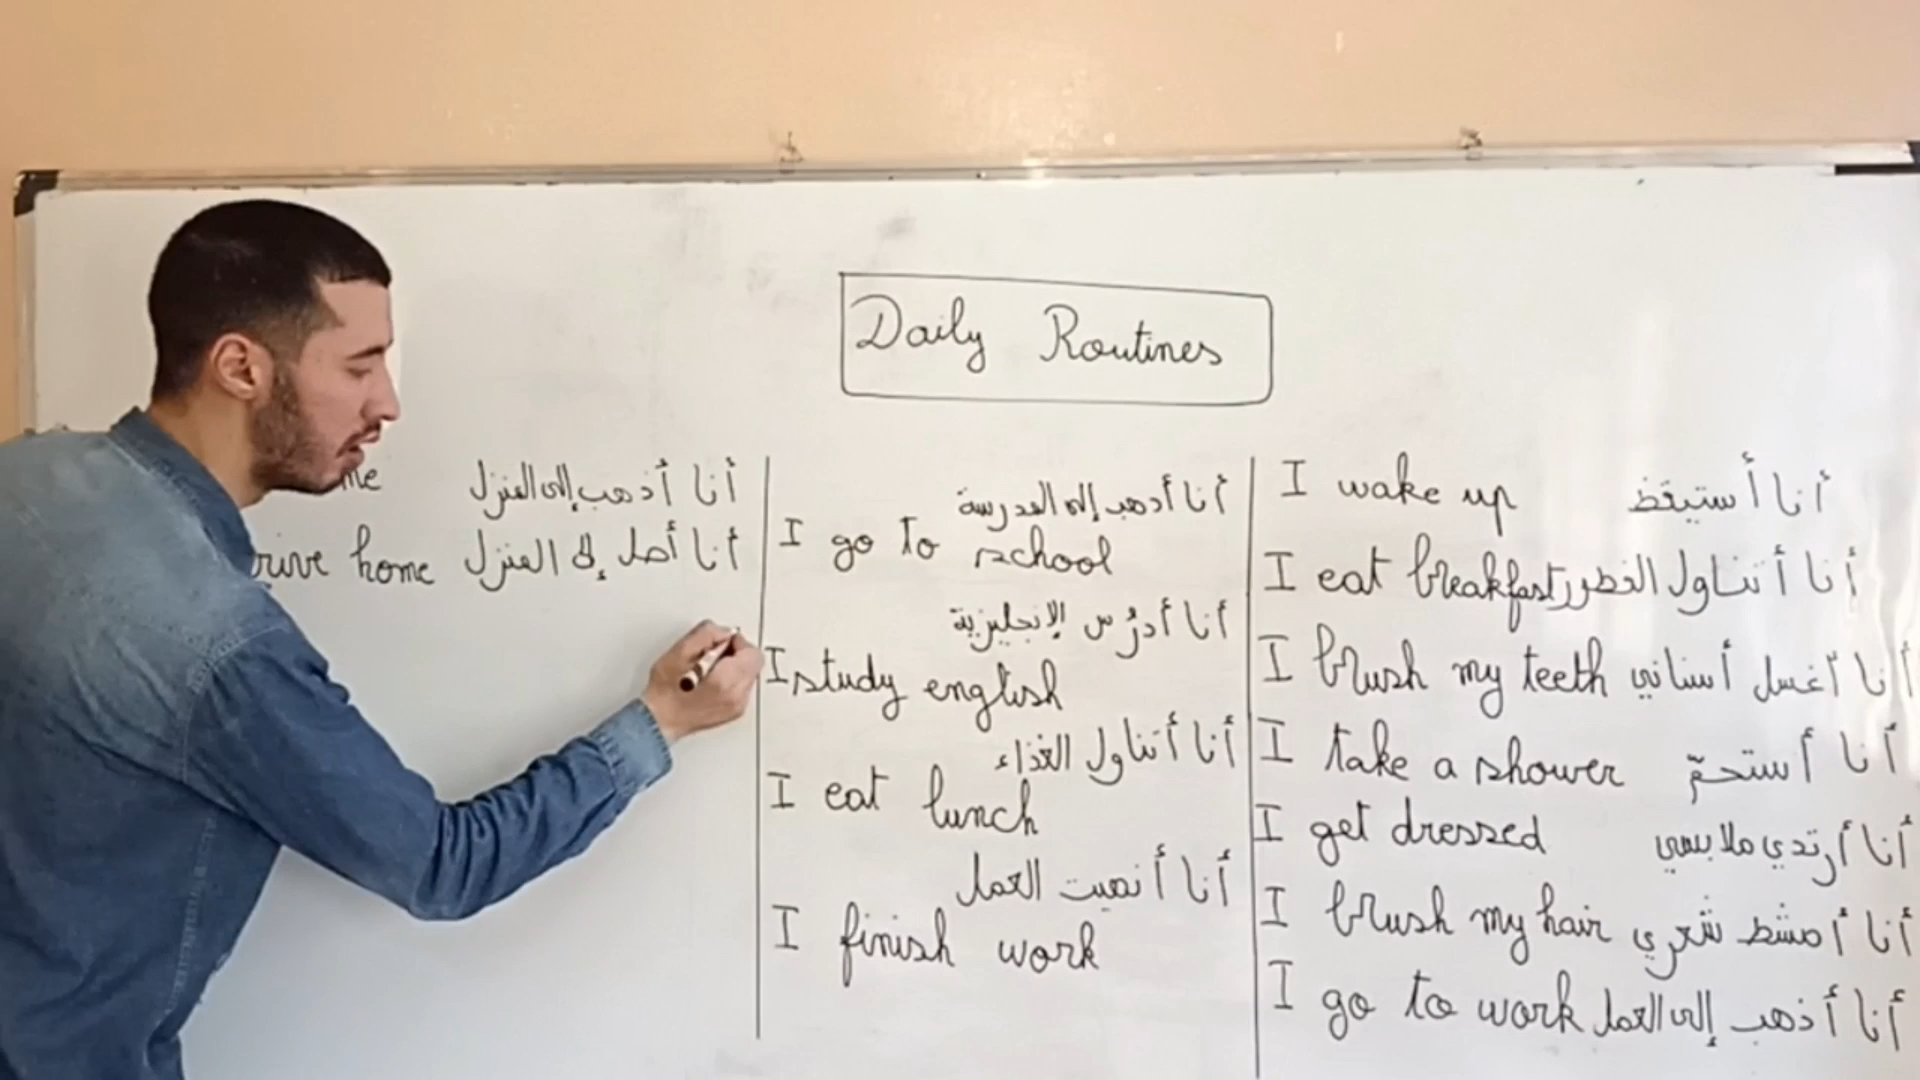 Daily Routines
me أنا أذهب إلى المنزل
rive home أنا أصل إلى المنزل
أنا أذهب إلى المدرسة
I go to school
أنا أدرُس الإنجليزية
I study english
أنا أتناول الغذاء
I eat lunch
أنا أنهيت العمل
I finish work
I wake up أنا أستيقظ
I eat breakfast أنا أتناول الفطور
I brush my teeth أنا أغسل أسناني
I take a shower أنا أستحمّ
I get dressed أنا أرتدي ملابسي
I brush my hair أنا أمشط شعري
I go to work أنا أذهب إلى العمل